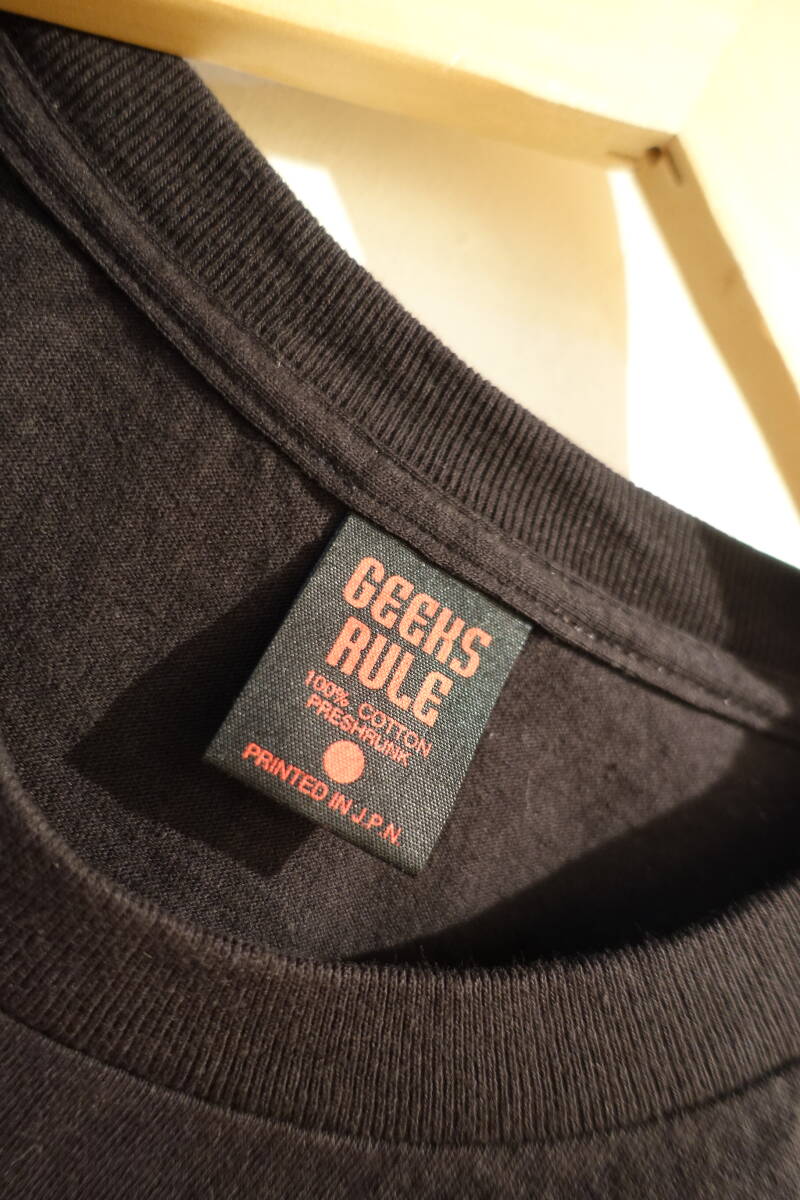 GEEKS
RULE
100% COTTON
PRESHRUNK
PRINTED IN J.P.N.